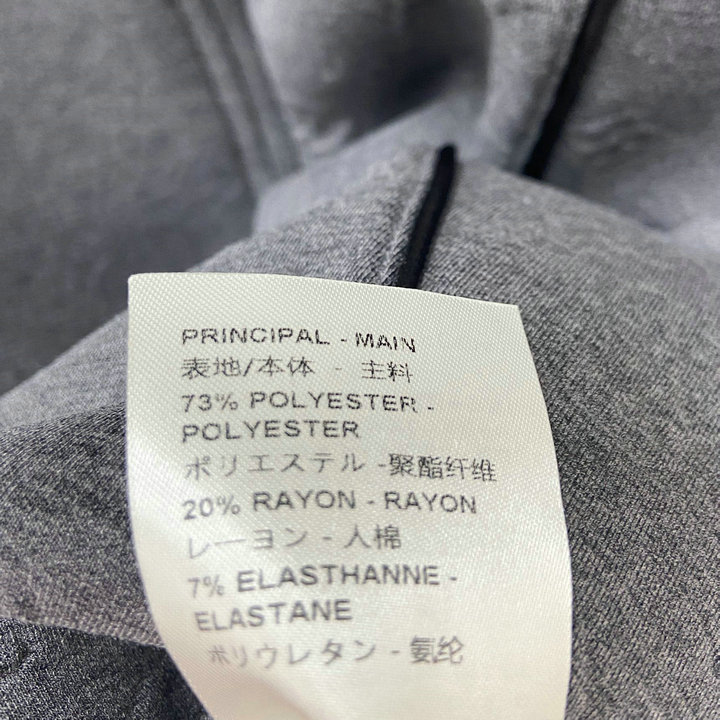 PRINCIPAL - MAIN
表地/本体 - 主料
73% POLYESTER -
POLYESTER
ポリエステル -聚酯纤维
20% RAYON - RAYON
レーヨン - 人棉
7% ELASTHANNE -
ELASTANE
ポリウレタン - 氨纶